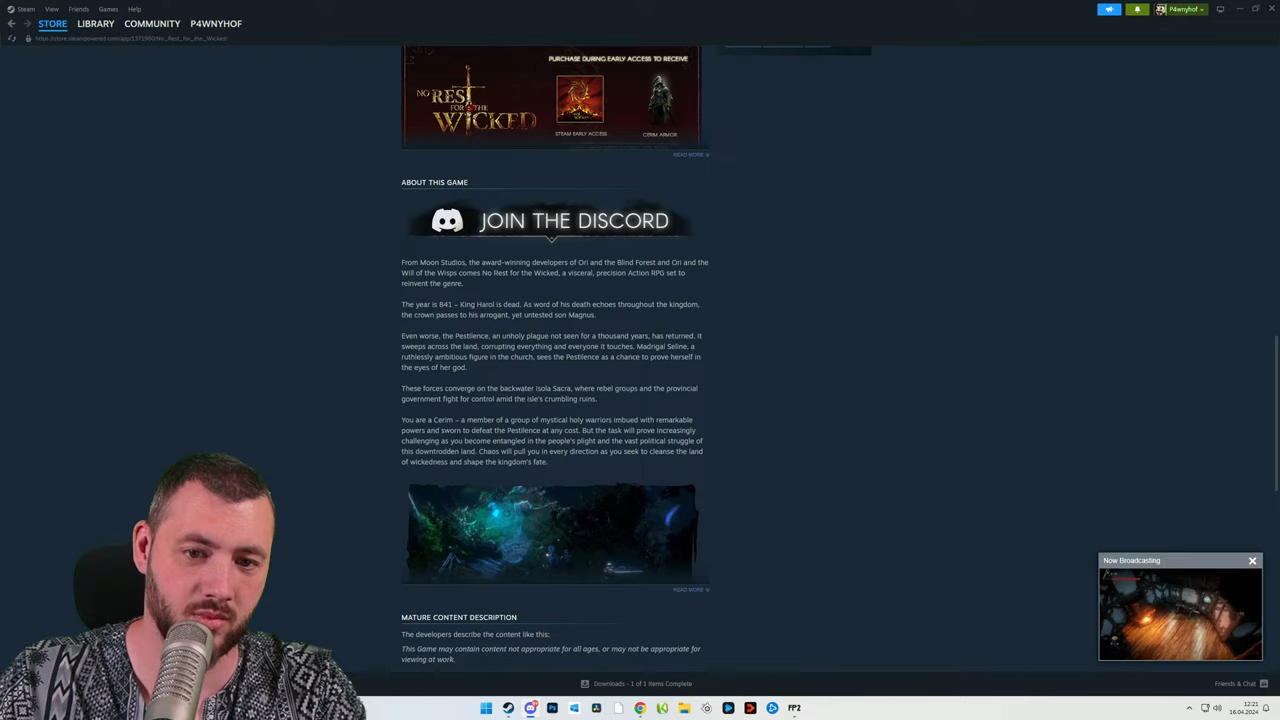 Steam View Friends Games Help
P4wnyhof
STORE LIBRARY COMMUNITY P4WNYHOF
https://store.steampowered.com/app/1371980/No_Rest_for_the_Wicked/
PURCHASE DURING EARLY ACCESS TO RECEIVE
NO REST FOR THE WICKED
STEAM EARLY ACCESS
CERIM ARMOR
READ MORE
ABOUT THIS GAME
JOIN THE DISCORD
From Moon Studios, the award-winning developers of Ori and the Blind Forest and Ori and the
Will of the Wisps comes No Rest for the Wicked, a visceral, precision Action RPG set to
reinvent the genre.
The year is 841 – King Harol is dead. As word of his death echoes throughout the kingdom,
the crown passes to his arrogant, yet untested son Magnus.
Even worse, the Pestilence, an unholy plague not seen for a thousand years, has returned. It
sweeps across the land, corrupting everything and everyone it touches. Madrigal Seline, a
ruthlessly ambitious figure in the church, sees the Pestilence as a chance to prove herself in
the eyes of her god.
These forces converge on the backwater Isola Sacra, where rebel groups and the provincial
government fight for control amid the isle's crumbling ruins.
You are a Cerim – a member of a group of mystical holy warriors imbued with remarkable
powers and sworn to defeat the Pestilence at any cost. But the task will prove increasingly
challenging as you become entangled in the people's plight and the vast political struggle of
this downtrodden land. Chaos will pull you in every direction as you seek to cleanse the land
of wickedness and shape the kingdom's fate.
Now Broadcasting
READ MORE
MATURE CONTENT DESCRIPTION
The developers describe the content like this:
This Game may contain content not appropriate for all ages, or may not be appropriate for
viewing at work.
Downloads - 1 of 1 Items Complete
Friends & Chat
FP2
12:21
16.04.2024